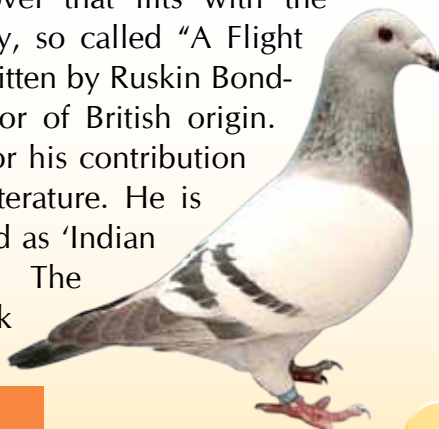 over that fits with the
y, so called “A Flight
itten by Ruskin Bond-
or of British origin.
or his contribution
terature. He is
d as ‘Indian
The
k